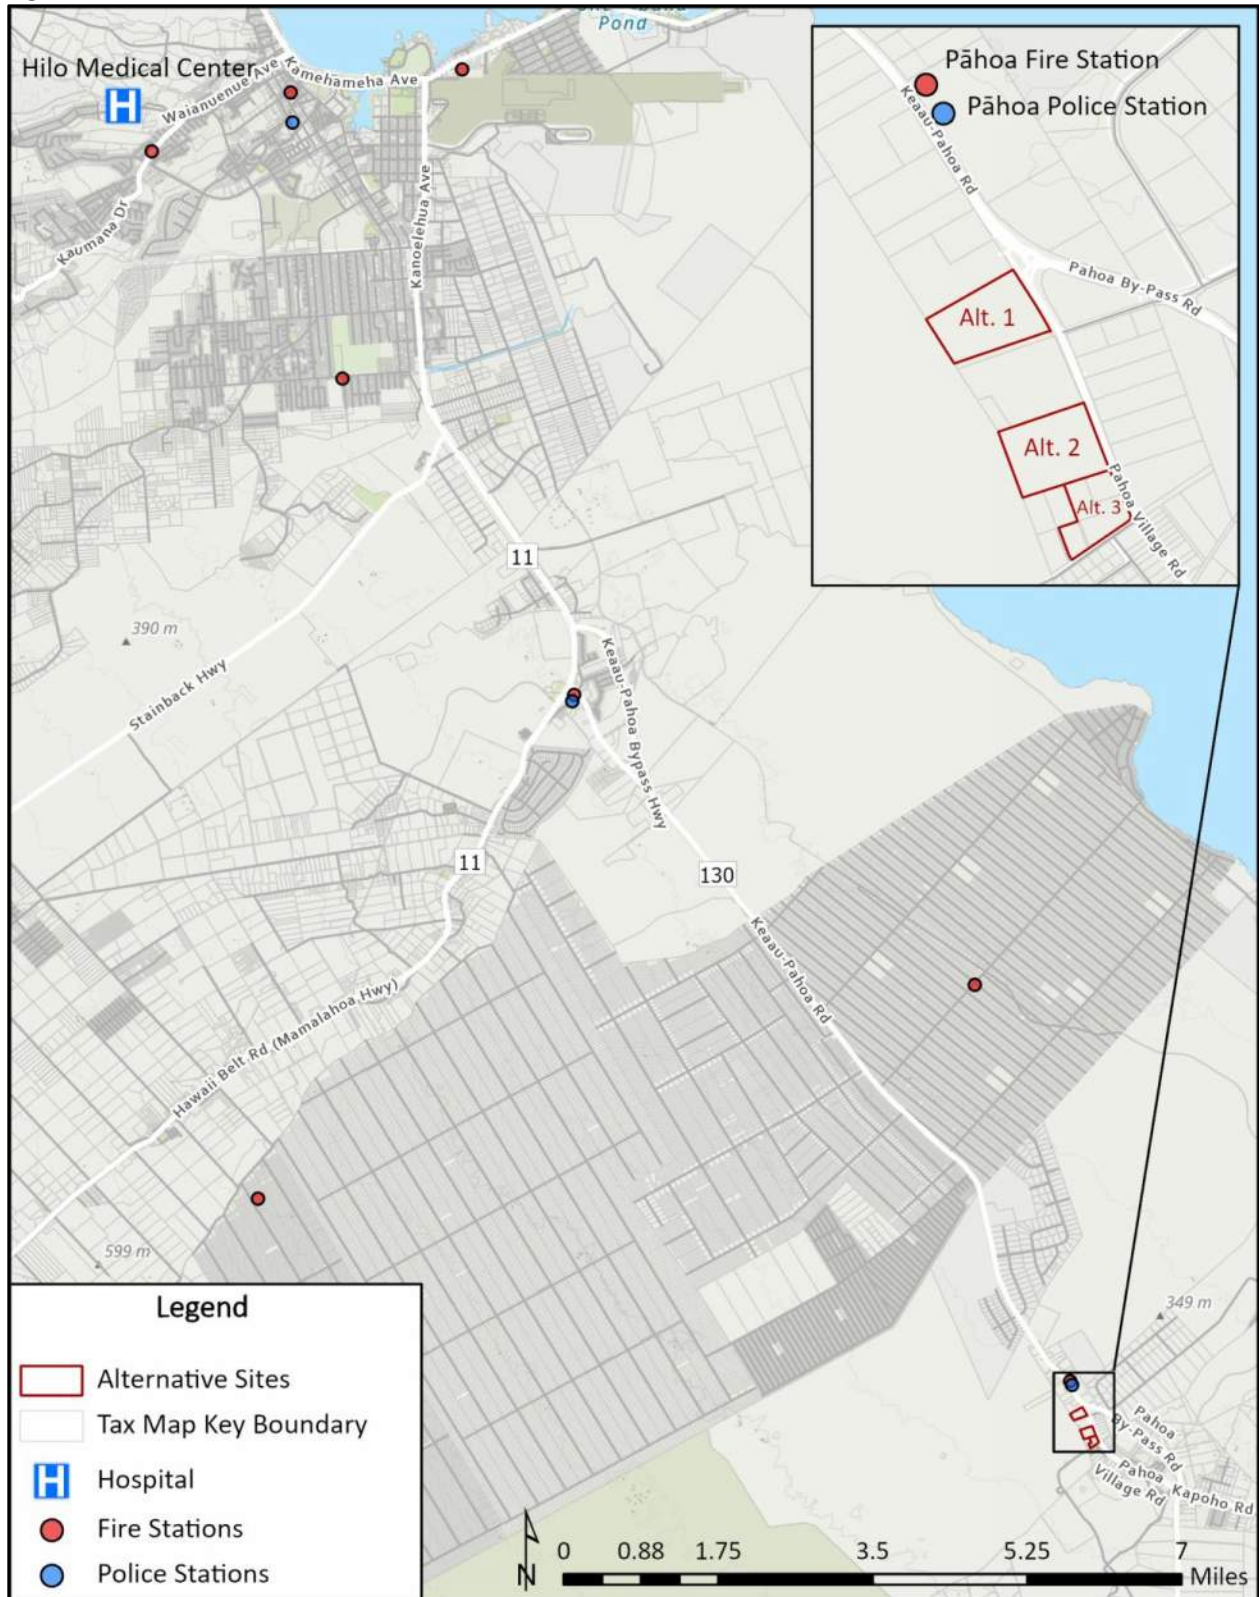 Pond
Hilo Medical Center
H
Waianuenue Ave
Kamehameha Ave
Kaumana Dr
Kanoelehua Ave
Pāhoa Fire Station
Pāhoa Police Station
Keaau-Pahoa Rd
Pahoa By-Pass Rd
Alt. 1
Alt. 2
Alt. 3
Pahoa Village Rd
11
390 m
Stainback Hwy
Keaau-Pahoa Bypass Hwy
11
130
Keaau-Pahoa Rd
Hawaii Belt Rd (Mamalahoa Hwy)
599 m
349 m
Pahoa
By-Pass Rd
Pahoa
Village Rd
Kapoho Rd
Legend
Alternative Sites
Tax Map Key Boundary
H Hospital
Fire Stations
Police Stations
N
0 0.88 1.75 3.5 5.25 7
Miles